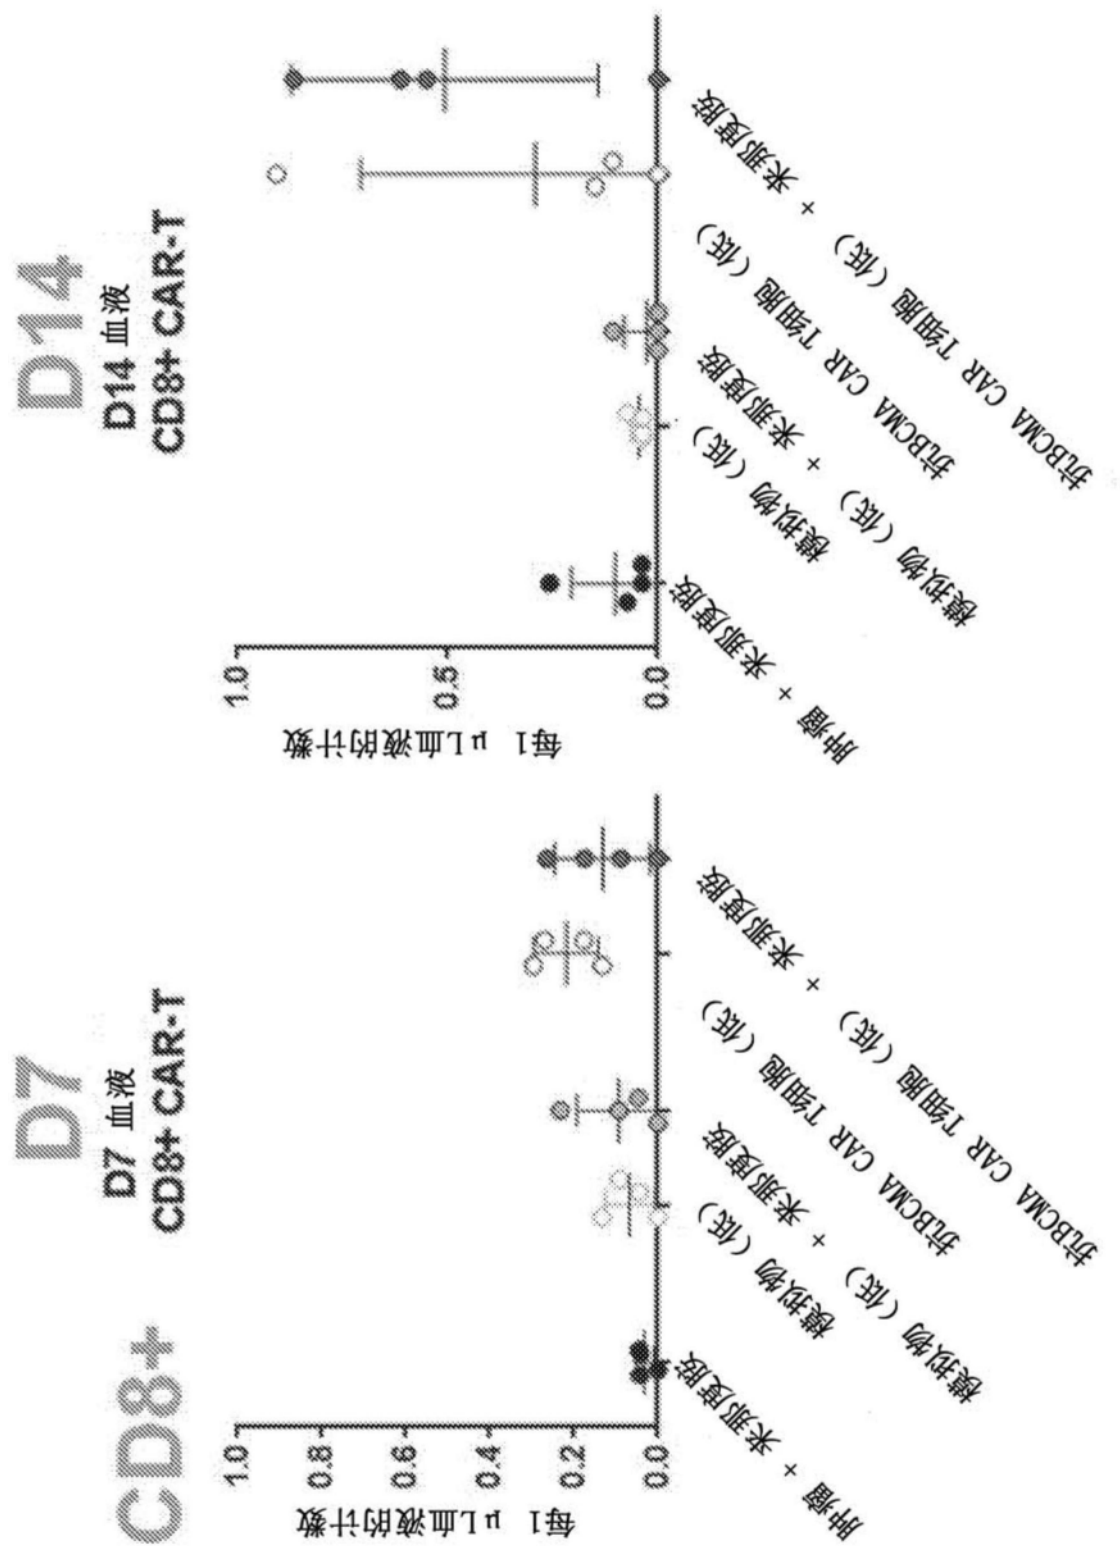 CD8+
D7
D7 血液
CD8+ CAR-T
每1 μL血液的计数
1.0
0.8
0.6
0.4
0.2
0.0
肿瘤 + 来那度胺
模拟物 (低)
模拟物 (低) + 来那度胺
抗BCMA CAR T细胞 (低)
抗BCMA CAR T细胞 (低) + 来那度胺
D14
D14 血液
CD8+ CAR-T
每1 μL血液的计数
1.0
0.5
0.0
肿瘤 + 来那度胺
模拟物 (低)
模拟物 (低) + 来那度胺
抗BCMA CAR T细胞 (低)
抗BCMA CAR T细胞 (低) + 来那度胺